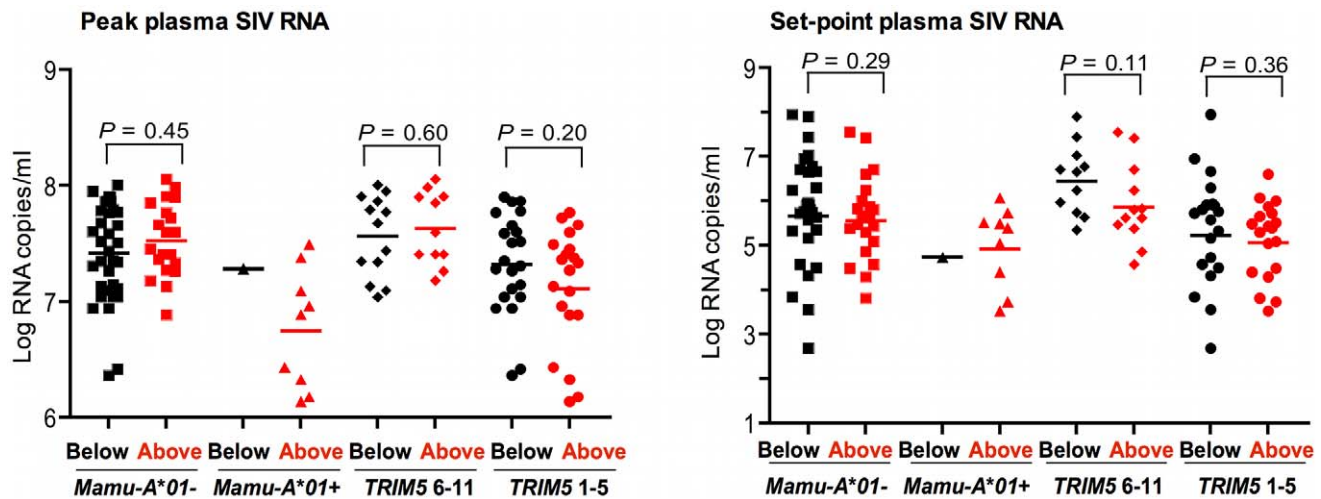 Peak plasma SIV RNA
Log RNA copies/ml
9
8
7
6
P = 0.45
P = 0.60
P = 0.20
Below Above Below Above Below Above Below Above
Mamu-A*01- Mamu-A*01+ TRIM5 6-11 TRIM5 1-5
Set-point plasma SIV RNA
Log RNA copies/ml
9
7
5
3
1
P = 0.29
P = 0.11
P = 0.36
Below Above Below Above Below Above Below Above
Mamu-A*01- Mamu-A*01+ TRIM5 6-11 TRIM5 1-5